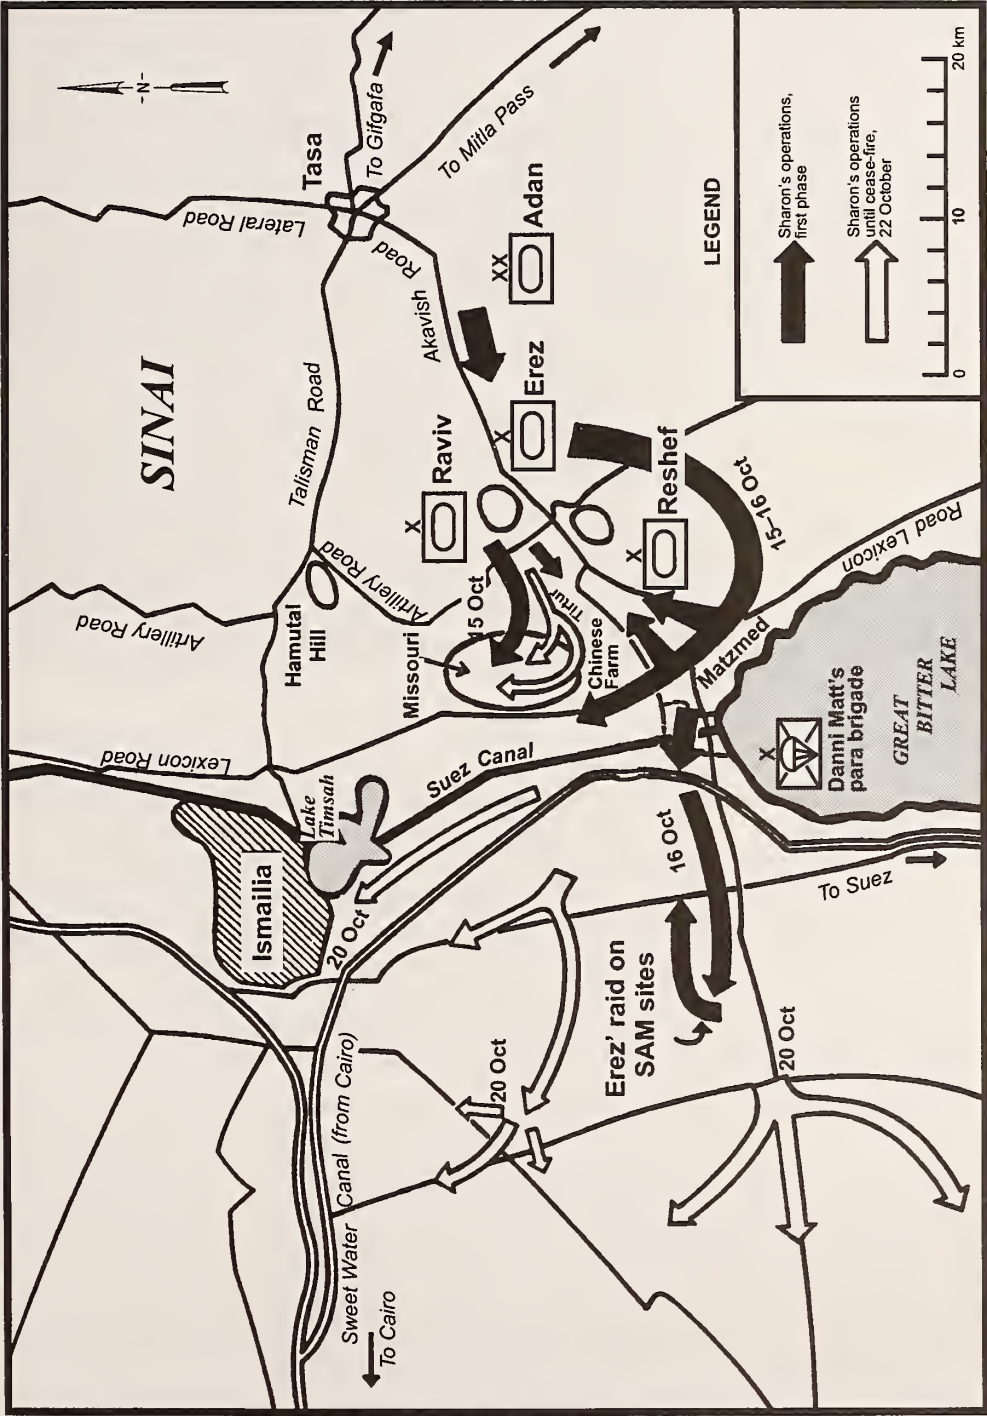 -N-
SINAI
Tasa
Lateral Road
To Gifgafa
To Mitla Pass
Talisman Road
Akavish
Road
XX
Adan
X
Erez
X
Raviv
X
Reshef
Artillery Road
Artillery Road
Hamutal
Hill
Missouri
15 Oct
Tirtur
Chinese
Farm
15–16 Oct
Road Lexicon
Matzmed
Lexicon Road
Suez Canal
Lake
Timsah
Ismailia
20 Oct
X
Danni Matt's
para brigade
GREAT
BITTER
LAKE
16 Oct
To Suez
Erez' raid on
SAM sites
20 Oct
20 Oct
Sweet Water Canal (from Cairo)
To Cairo
LEGEND
Sharon's operations,
first phase
Sharon's operations
until cease-fire,
22 October
0 10 20 km